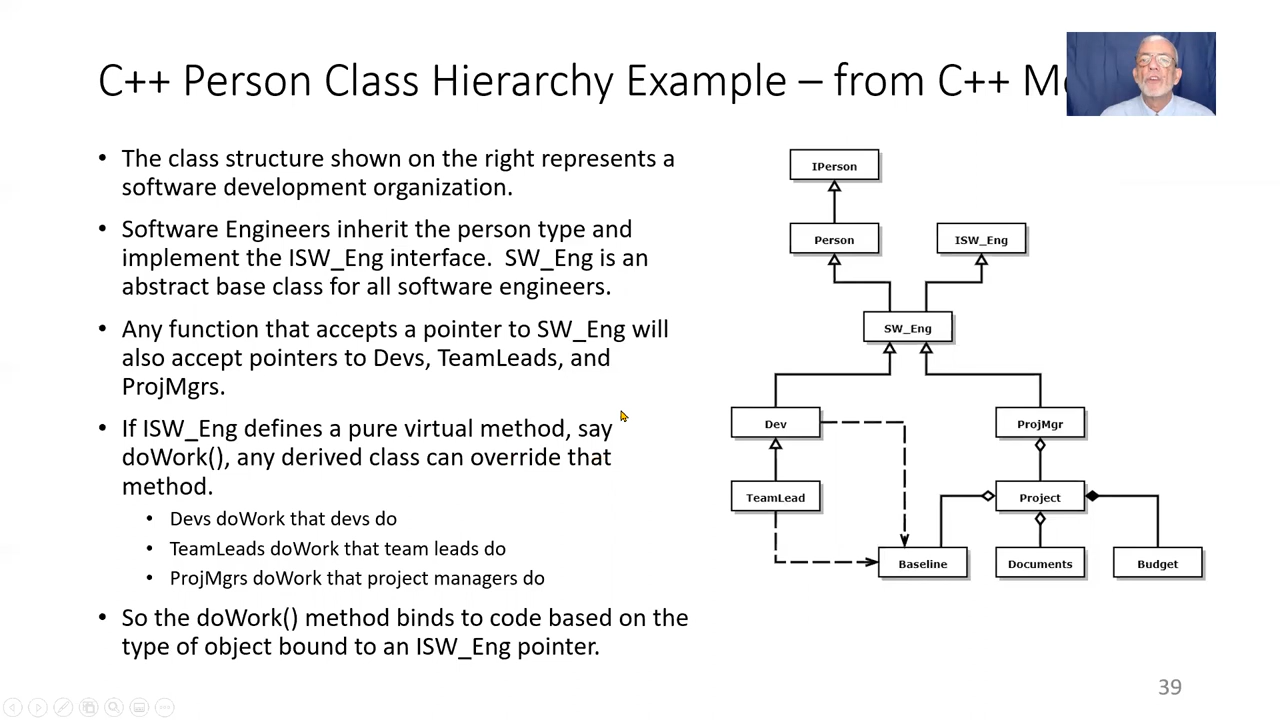 C++ Person Class Hierarchy Example – from C++
• The class structure shown on the right represents a
software development organization.
• Software Engineers inherit the person type and
implement the ISW_Eng interface.  SW_Eng is an
abstract base class for all software engineers.
• Any function that accepts a pointer to SW_Eng will
also accept pointers to Devs, TeamLeads, and
ProjMgrs.
• If ISW_Eng defines a pure virtual method, say
doWork(), any derived class can override that
method.
• Devs doWork that devs do
• TeamLeads doWork that team leads do
• ProjMgrs doWork that project managers do
• So the doWork() method binds to code based on the
type of object bound to an ISW_Eng pointer.
IPerson
Person
ISW_Eng
SW_Eng
Dev
ProjMgr
TeamLead
Project
Baseline
Documents
Budget
39